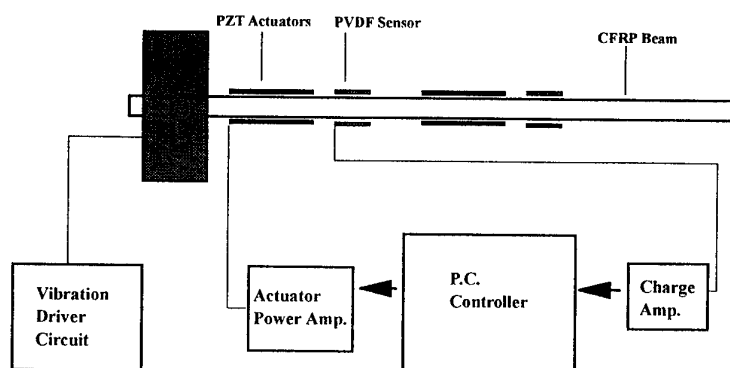 PZT Actuators
PVDF Sensor
CFRP Beam
Vibration
Driver
Circuit
Actuator
Power Amp.
P.C.
Controller
Charge
Amp.